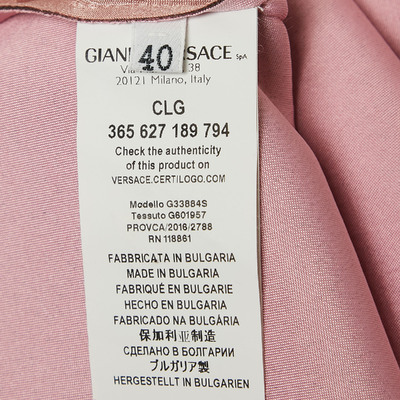 GIANNI VERSACE SpA
40
Via 38
20121 Milano, Italy
CLG
365 627 189 794
Check the authenticity
of this product on
VERSACE.CERTILOGO.COM
Modello G33884S
Tessuto G601957
PROVCA/2016/2788
RN 118861
FABBRICATA IN BULGARIA
MADE IN BULGARIA
FABRIQUÉ EN BULGARIE
HECHO EN BULGARIA
FABRICADO NA BULGÁRIA
保加利亚制造
СДЕЛАНО В БОЛГАРИИ
ブルガリア製
HERGESTELLT IN BULGARIEN